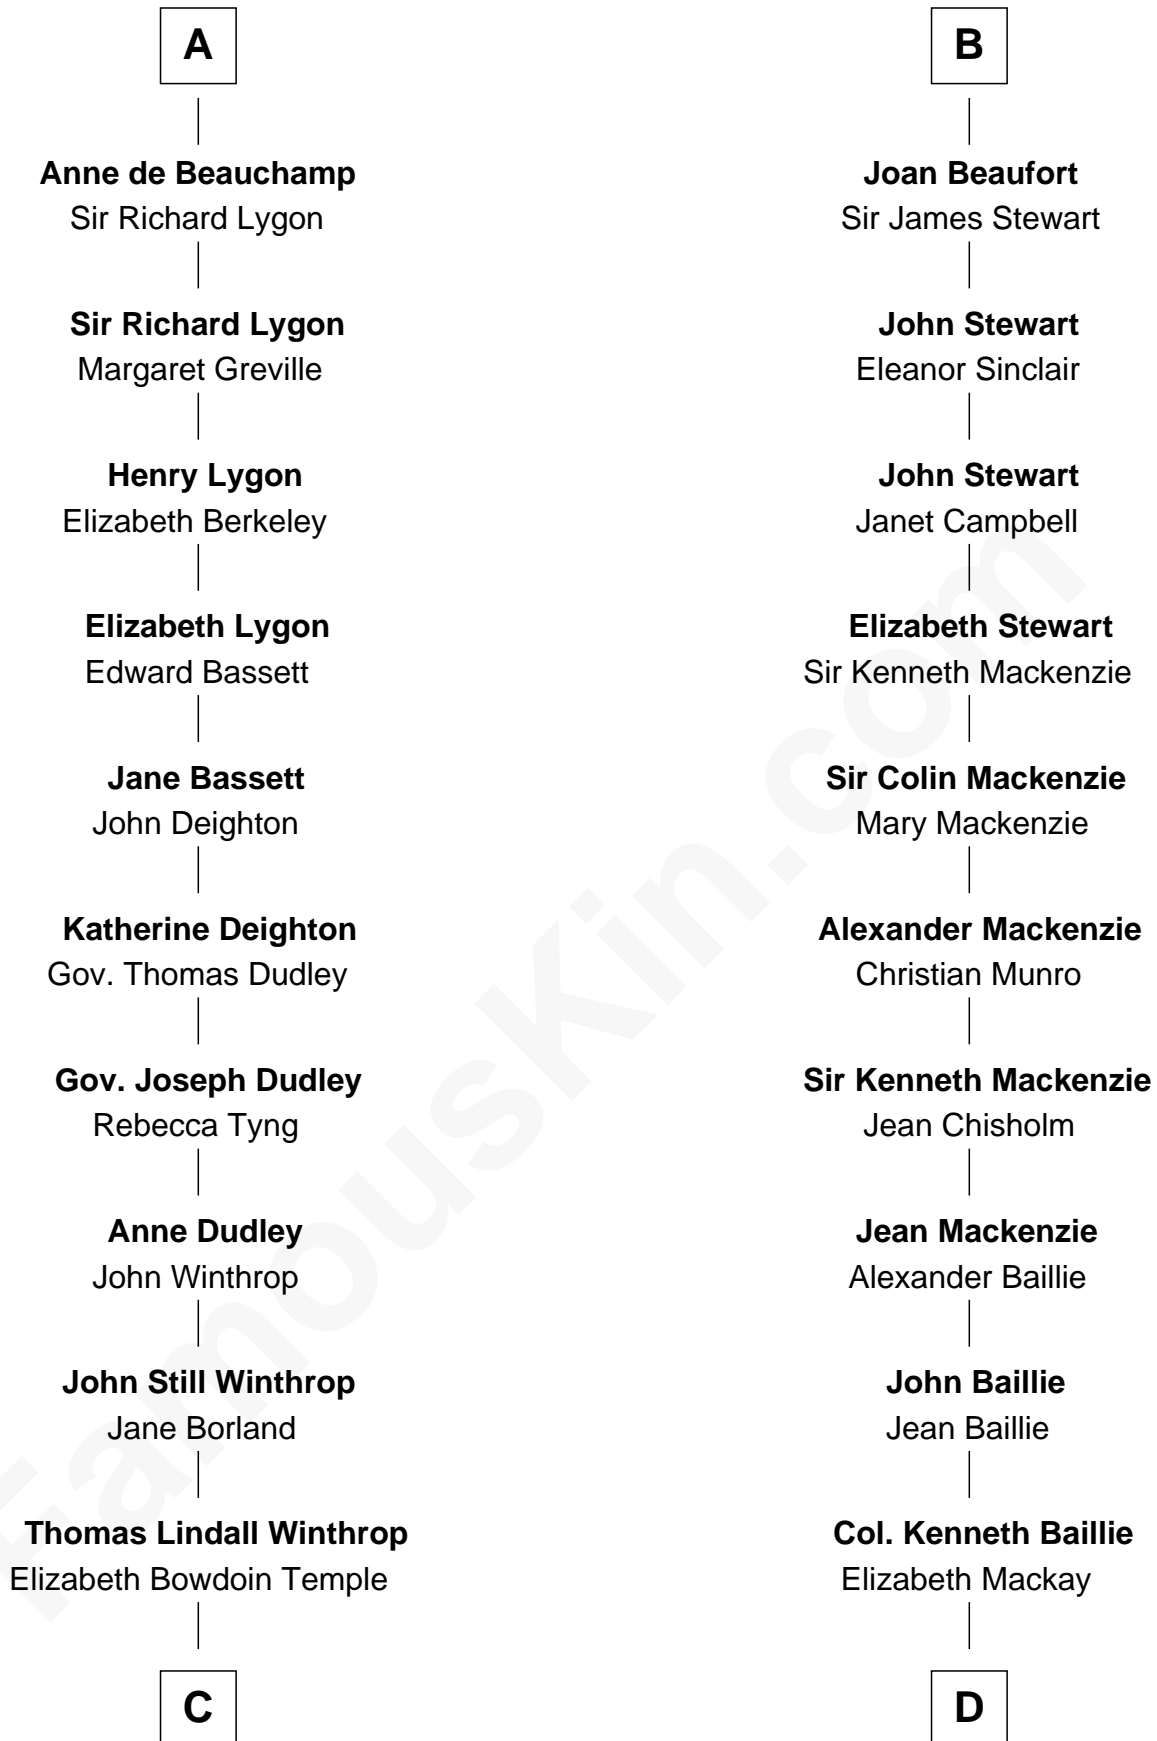 A
Anne de Beauchamp
Sir Richard Lygon
Sir Richard Lygon
Margaret Greville
Henry Lygon
Elizabeth Berkeley
Elizabeth Lygon
Edward Bassett
Jane Bassett
John Deighton
Katherine Deighton
Gov. Thomas Dudley
Gov. Joseph Dudley
Rebecca Tyng
Anne Dudley
John Winthrop
John Still Winthrop
Jane Borland
Thomas Lindall Winthrop
Elizabeth Bowdoin Temple
C
B
Joan Beaufort
Sir James Stewart
John Stewart
Eleanor Sinclair
John Stewart
Janet Campbell
Elizabeth Stewart
Sir Kenneth Mackenzie
Sir Colin Mackenzie
Mary Mackenzie
Alexander Mackenzie
Christian Munro
Sir Kenneth Mackenzie
Jean Chisholm
Jean Mackenzie
Alexander Baillie
John Baillie
Jean Baillie
Col. Kenneth Baillie
Elizabeth Mackay
D
FamousKin.com